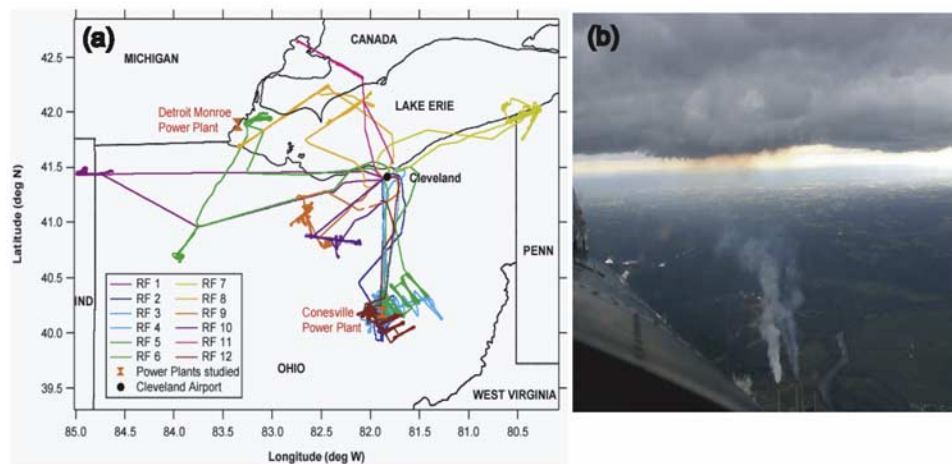 (a)
MICHIGAN
CANADA
LAKE ERIE
Detroit Monroe
Power Plant
Cleveland
PENN
IND
Conesville
Power Plant
OHIO
WEST VIRGINIA
RF 1
RF 2
RF 3
RF 4
RF 5
RF 6
RF 7
RF 8
RF 9
RF 10
RF 11
RF 12
Power Plants studied
Cleveland Airport
Latitude (deg N)
42.5
42.0
41.5
41.0
40.5
40.0
39.5
85.0 84.5 84.0 83.5 83.0 82.5 82.0 81.5 81.0 80.5
Longitude (deg W)
(b)